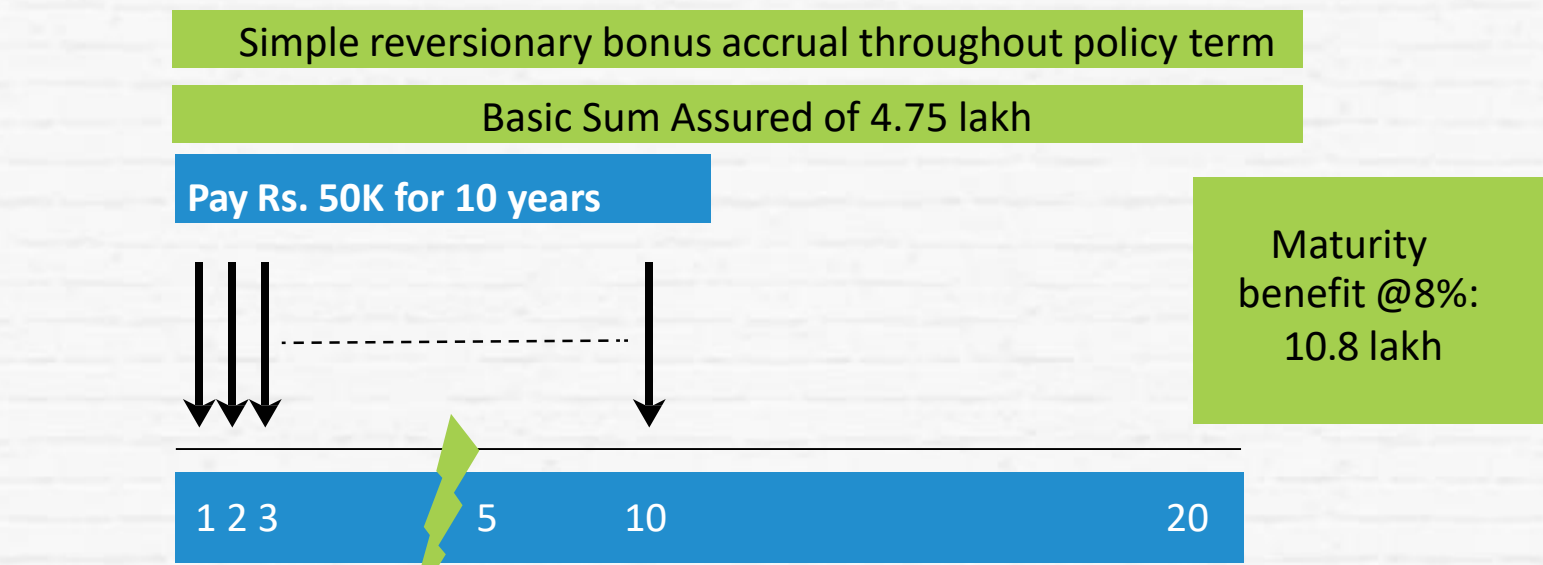 Simple reversionary bonus accrual throughout policy term
Basic Sum Assured of 4.75 lakh
Pay Rs. 50K for 10 years
Maturity
benefit @8%:
10.8 lakh
1 2 3 5 10 20